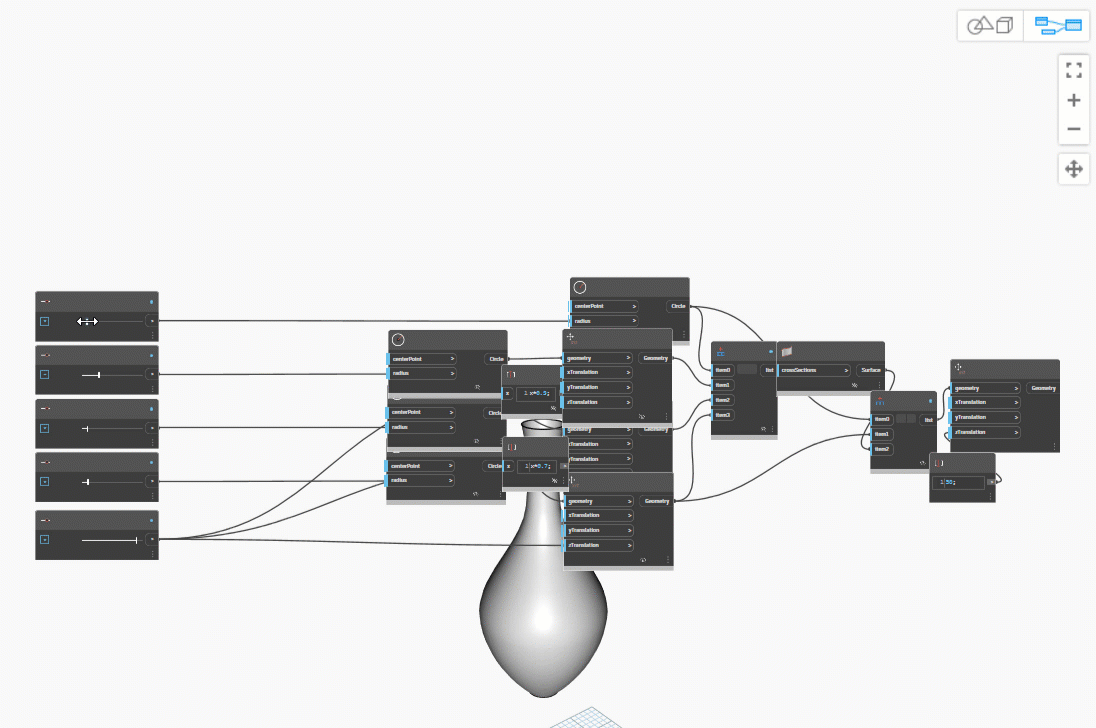 centerPoint >
Circle
radius >
centerPoint >
Circle
radius >
geometry >
Geometry
xTranslation >
yTranslation >
zTranslation >
x
1 x*0.5;
item0
list
item1
item2
item3
crossSections >
Surface
geometry >
Geometry
xTranslation >
yTranslation >
zTranslation >
centerPoint >
Circle
radius >
geometry >
Geometry
zTranslation >
yTranslation >
zTranslation >
item0
list
item1
item2
centerPoint >
Circle
radius >
x
1 x*0.7;
1 50;
geometry >
Geometry
xTranslation >
yTranslation >
zTranslation >